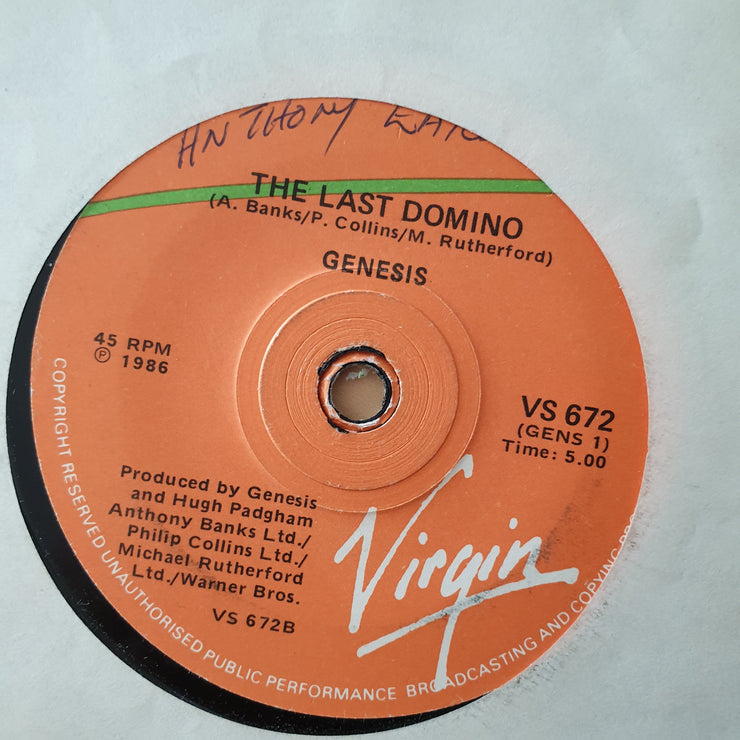 ANTHONY
THE LAST DOMINO
(A. Banks/P. Collins/M. Rutherford)
GENESIS
45 RPM
℗ 1986
VS 672
(GENS 1)
Time: 5.00
Produced by Genesis
and Hugh Padgham
Anthony Banks Ltd./
Philip Collins Ltd./
Michael Rutherford
Ltd./Warner Bros.
VS 672B
Virgin
COPYRIGHT RESERVED UNAUTHORISED PUBLIC PERFORMANCE BROADCASTING AND COPYING